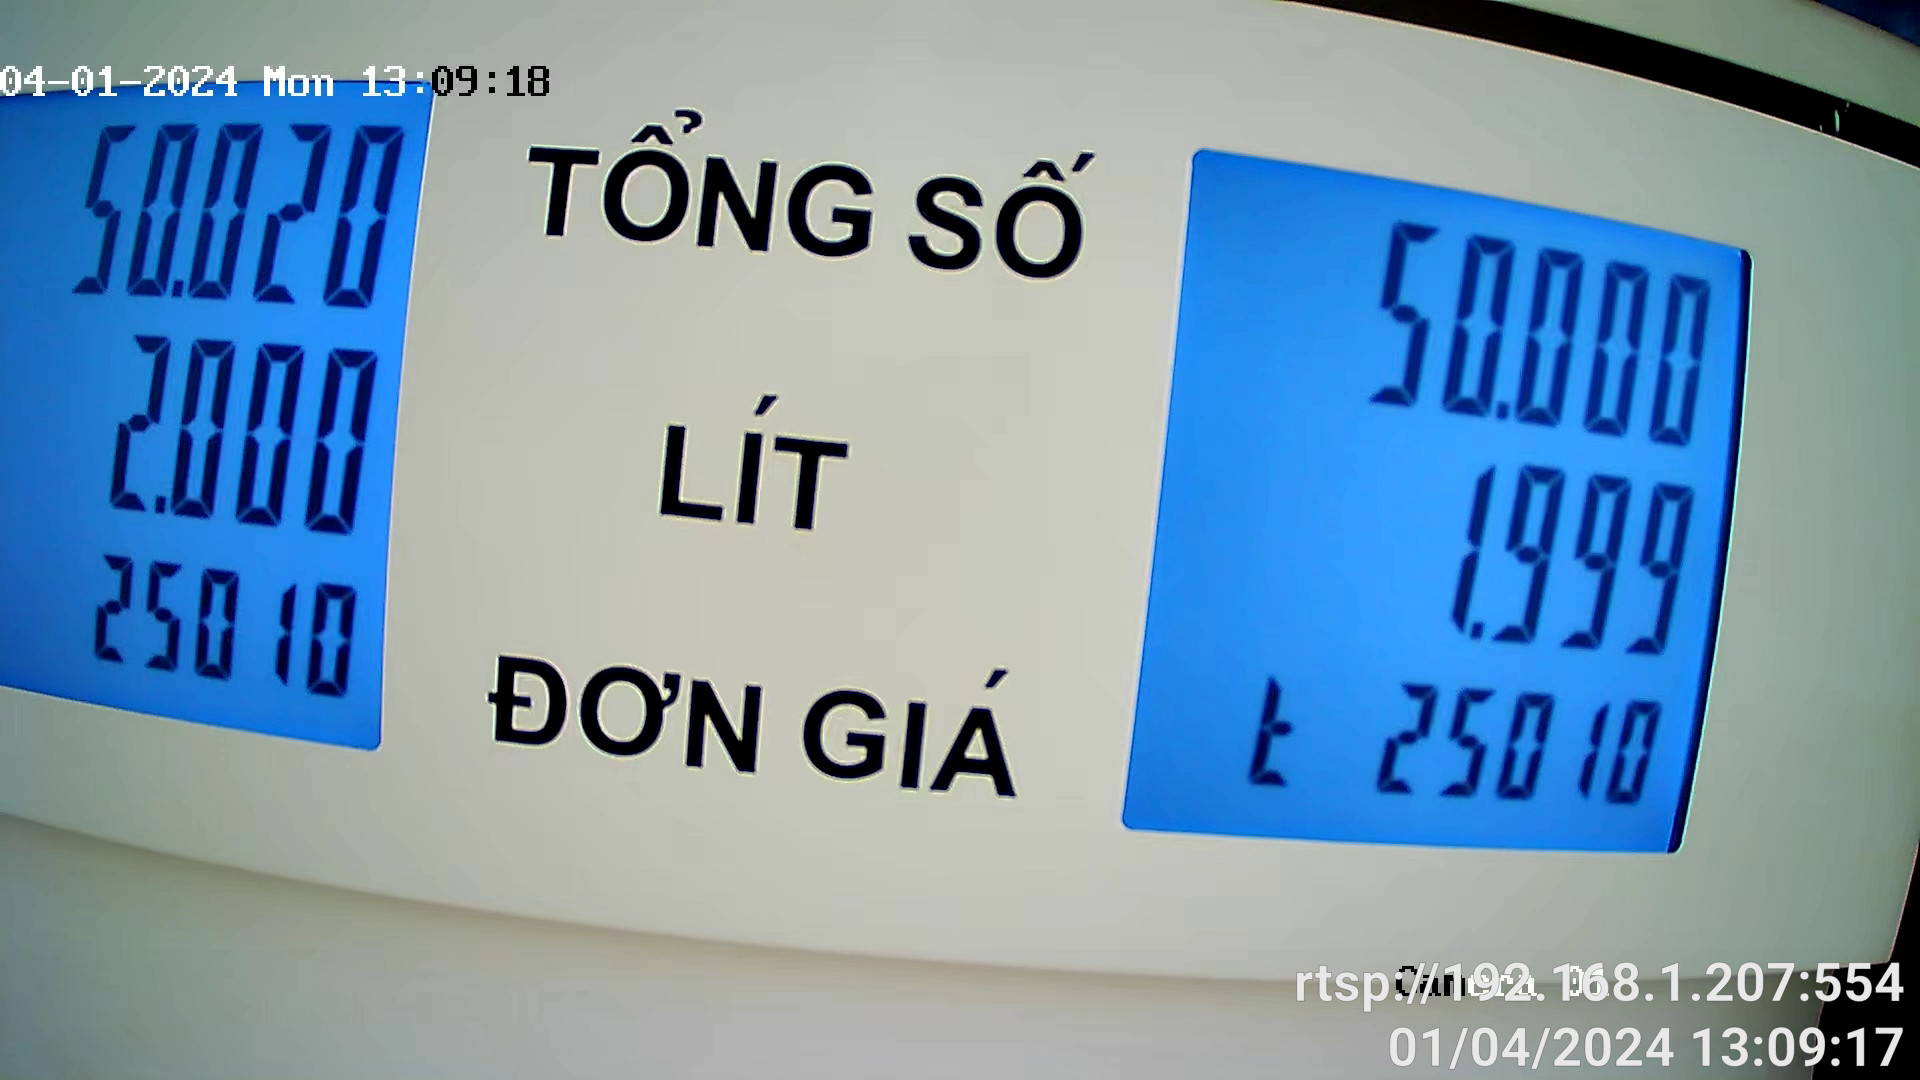 04-01-2024 Mon 13:09:18
TỔNG SỐ
50.020
50.000
LÍT
2.000
1.999
ĐƠN GIÁ
25010
t 25010
rtsp://192.168.1.207:554
01/04/2024 13:09:17